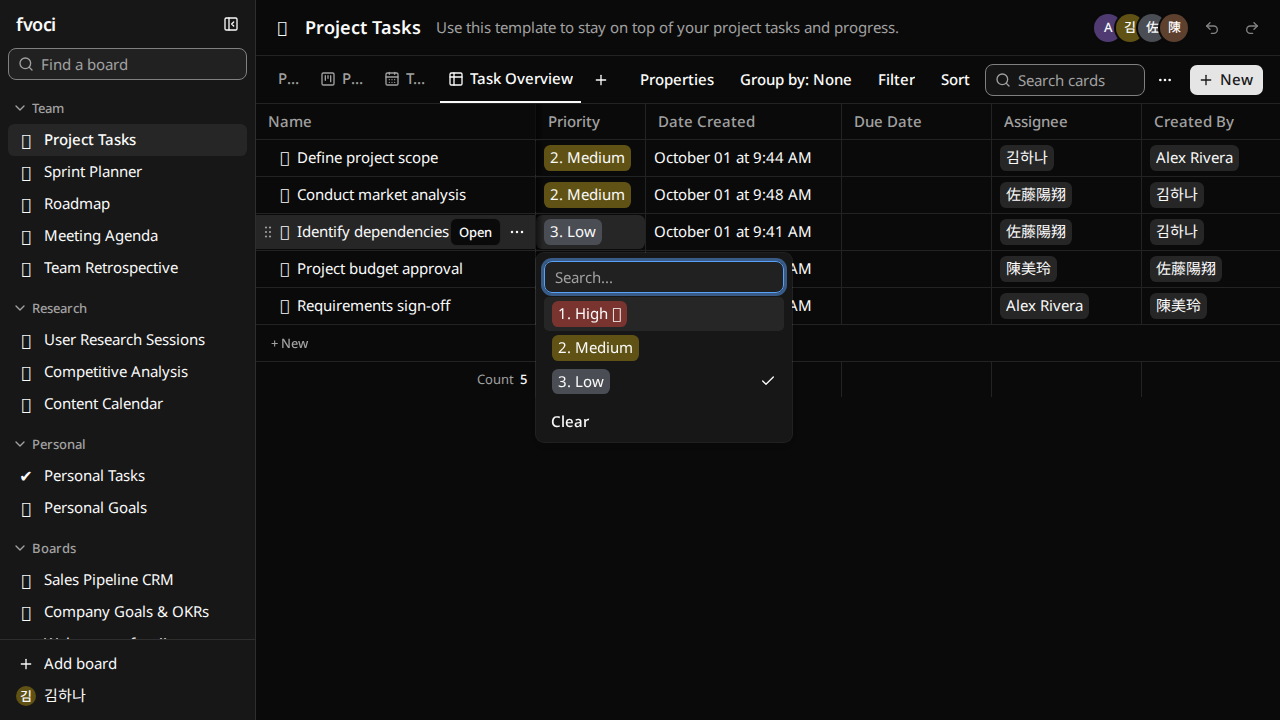 fvoci
Find a board
Team
Project Tasks
Sprint Planner
Roadmap
Meeting Agenda
Team Retrospective
Research
User Research Sessions
Competitive Analysis
Content Calendar
Personal
✔ Personal Tasks
Personal Goals
Boards
Sales Pipeline CRM
Company Goals & OKRs
Add board
김 김하나
Project Tasks Use this template to stay on top of your project tasks and progress. A 김 佐 陳
P... P... T... Task Overview Properties Group by: None Filter Sort Search cards ... New
Name Priority Date Created Due Date Assignee Created By
Define project scope 2. Medium October 01 at 9:44 AM 김하나 Alex Rivera
Conduct market analysis 2. Medium October 01 at 9:48 AM 佐藤陽翔 김하나
Identify dependencies Open ... 3. Low October 01 at 9:41 AM 佐藤陽翔 김하나
Project budget approval AM 陳美玲 佐藤陽翔
Requirements sign-off AM Alex Rivera 陳美玲
+ New
Count 5
Search...
1. High
2. Medium
3. Low
Clear